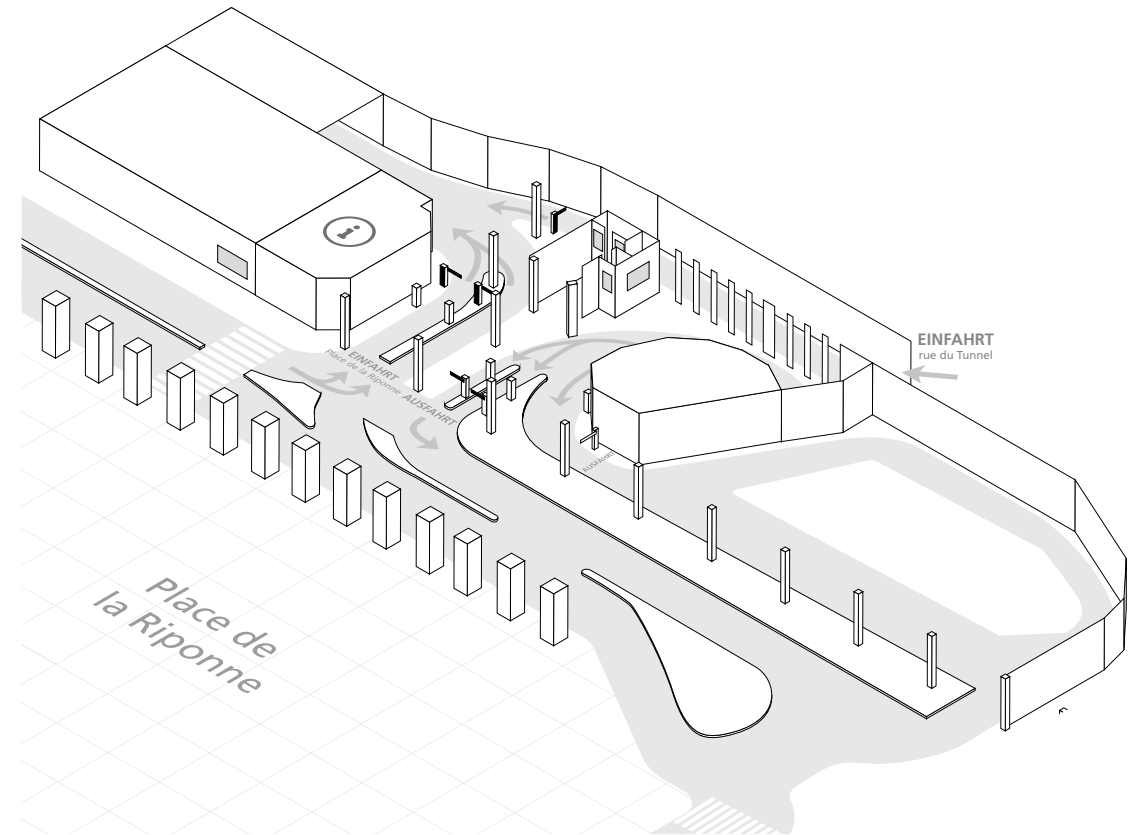 i
EINFAHRT
rue du Tunnel
EINFAHRT
Place de la Riponne
AUSFAHRT
AUSFAHRT
Place de
la Riponne